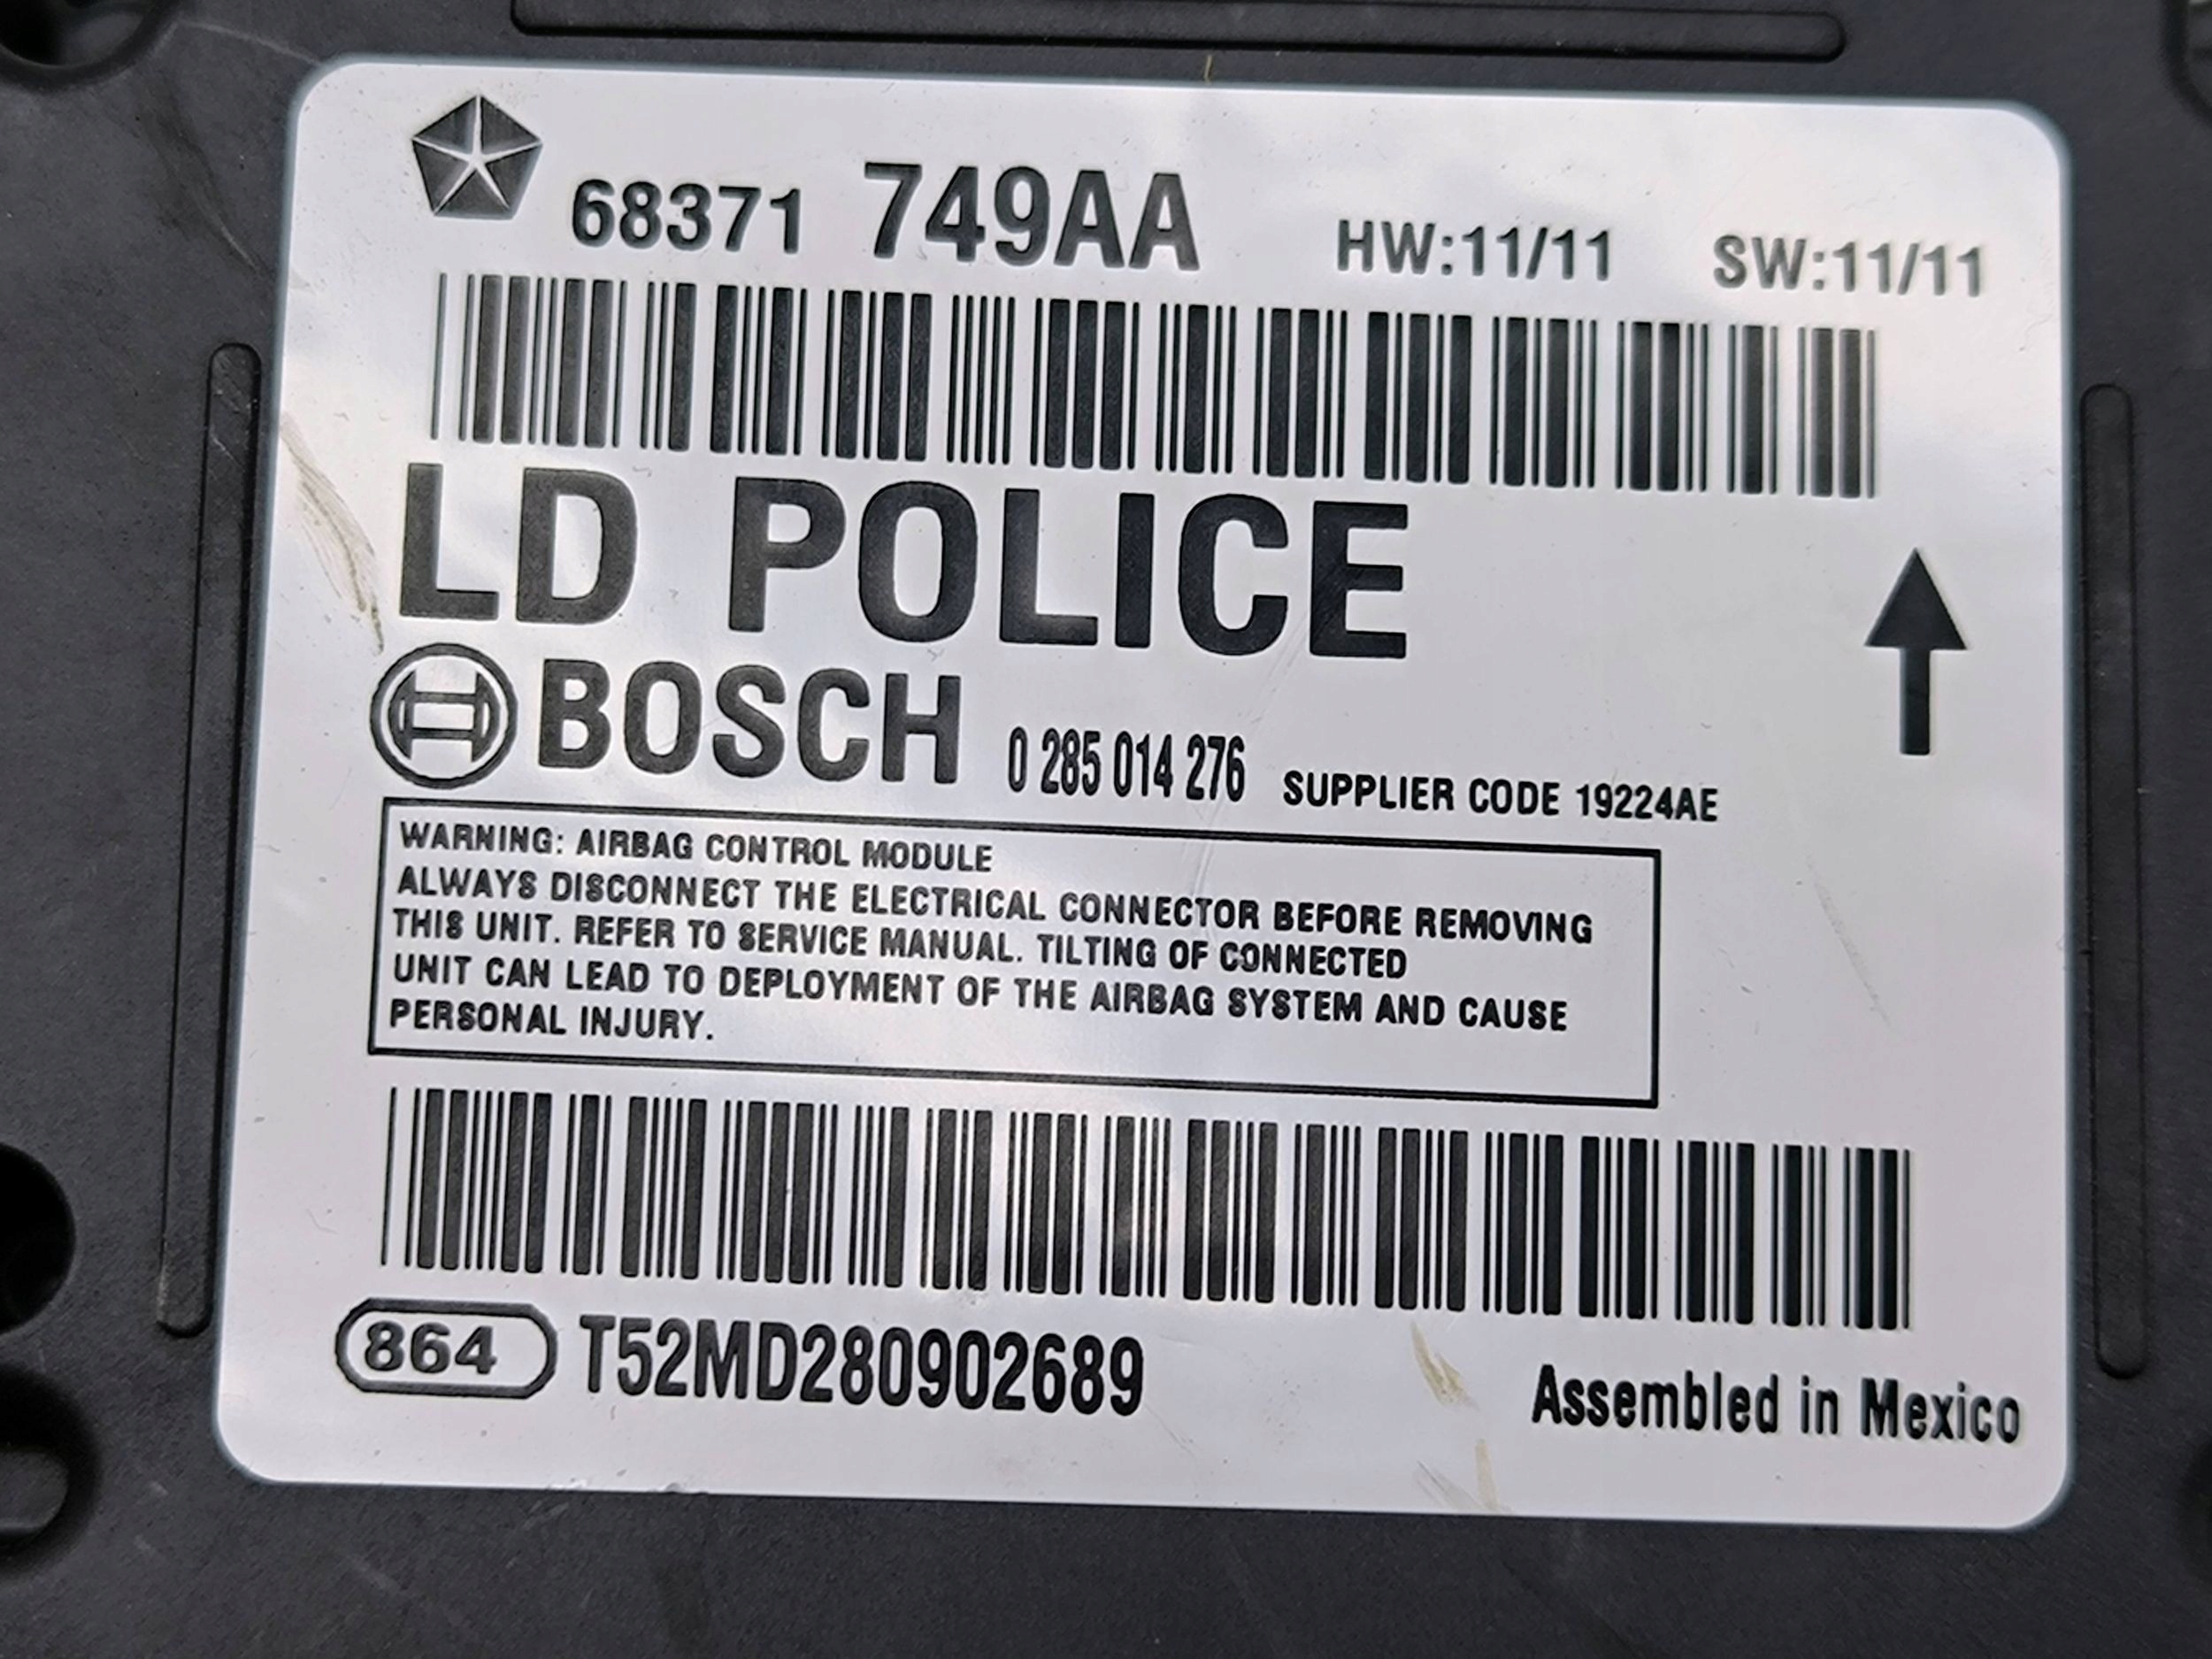 68371 749AA HW:11/11 SW:11/11
LD POLICE
BOSCH 0 285 014 276 SUPPLIER CODE 19224AE
WARNING: AIRBAG CONTROL MODULE
ALWAYS DISCONNECT THE ELECTRICAL CONNECTOR BEFORE REMOVING
THIS UNIT. REFER TO SERVICE MANUAL. TILTING OF CONNECTED
UNIT CAN LEAD TO DEPLOYMENT OF THE AIRBAG SYSTEM AND CAUSE
PERSONAL INJURY.
864 T52MD280902689
Assembled in Mexico